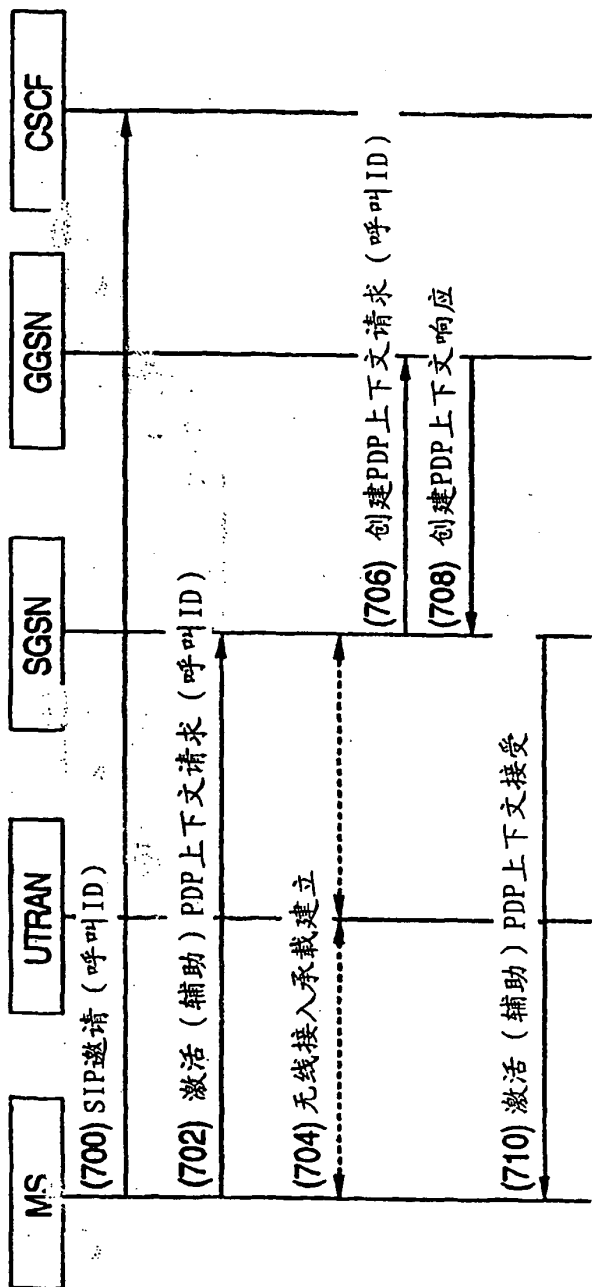 MS
UTRAN
SGSN
GGSN
CSCF
(700) SIP邀请（呼叫ID）
(702) 激活（辅助）PDP上下文请求（呼叫ID）
(704) 无线接入承载建立
(706) 创建PDP上下文请求（呼叫ID）
(708) 创建PDP上下文响应
(710) 激活（辅助）PDP上下文接受